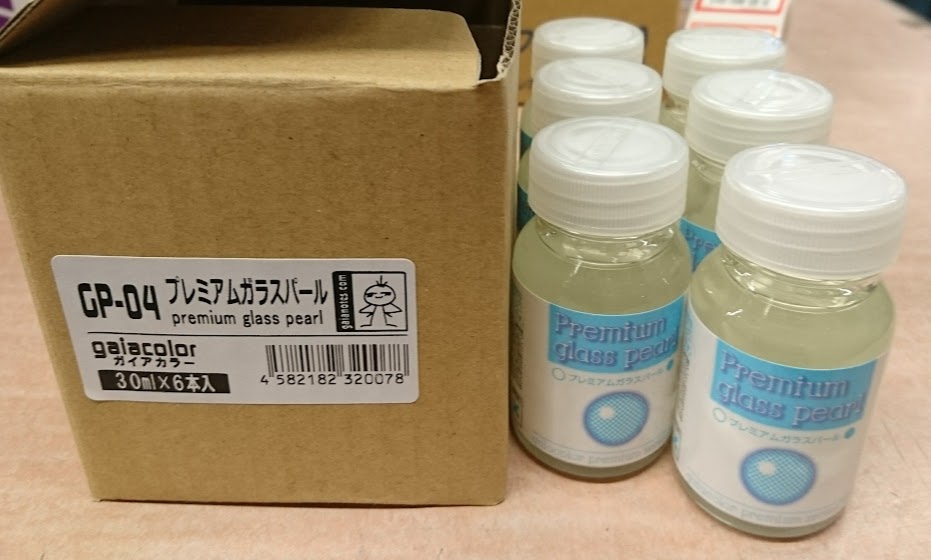 GP-04 プレミアムガラスパール
premium glass pearl
gaianotes.com
gaiacolor
ガイアカラー
30ml×6本入
4 582182 320078
Premium
glass pearl
プレミアムガラスパール
Premium
glass pearl
プレミアムガラスパール